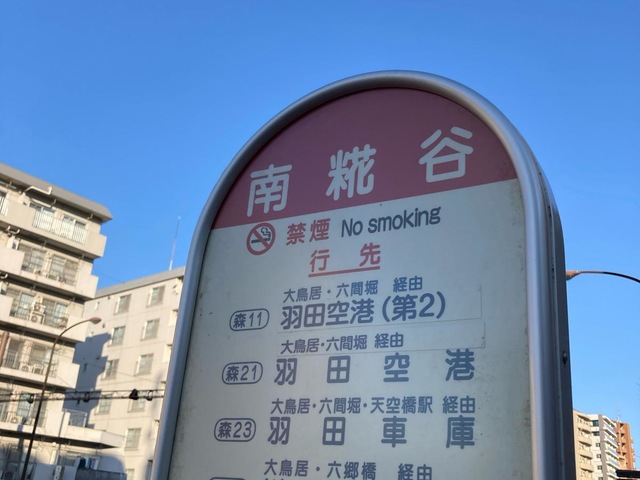 南糀谷
禁煙 No smoking
行先
大鳥居・六間堀 経由
森11 羽田空港(第2)
大鳥居・六間堀 経由
森21 羽田空港
大鳥居・六間堀・天空橋駅 経由
森23 羽田車庫
大鳥居・六郷橋 経由